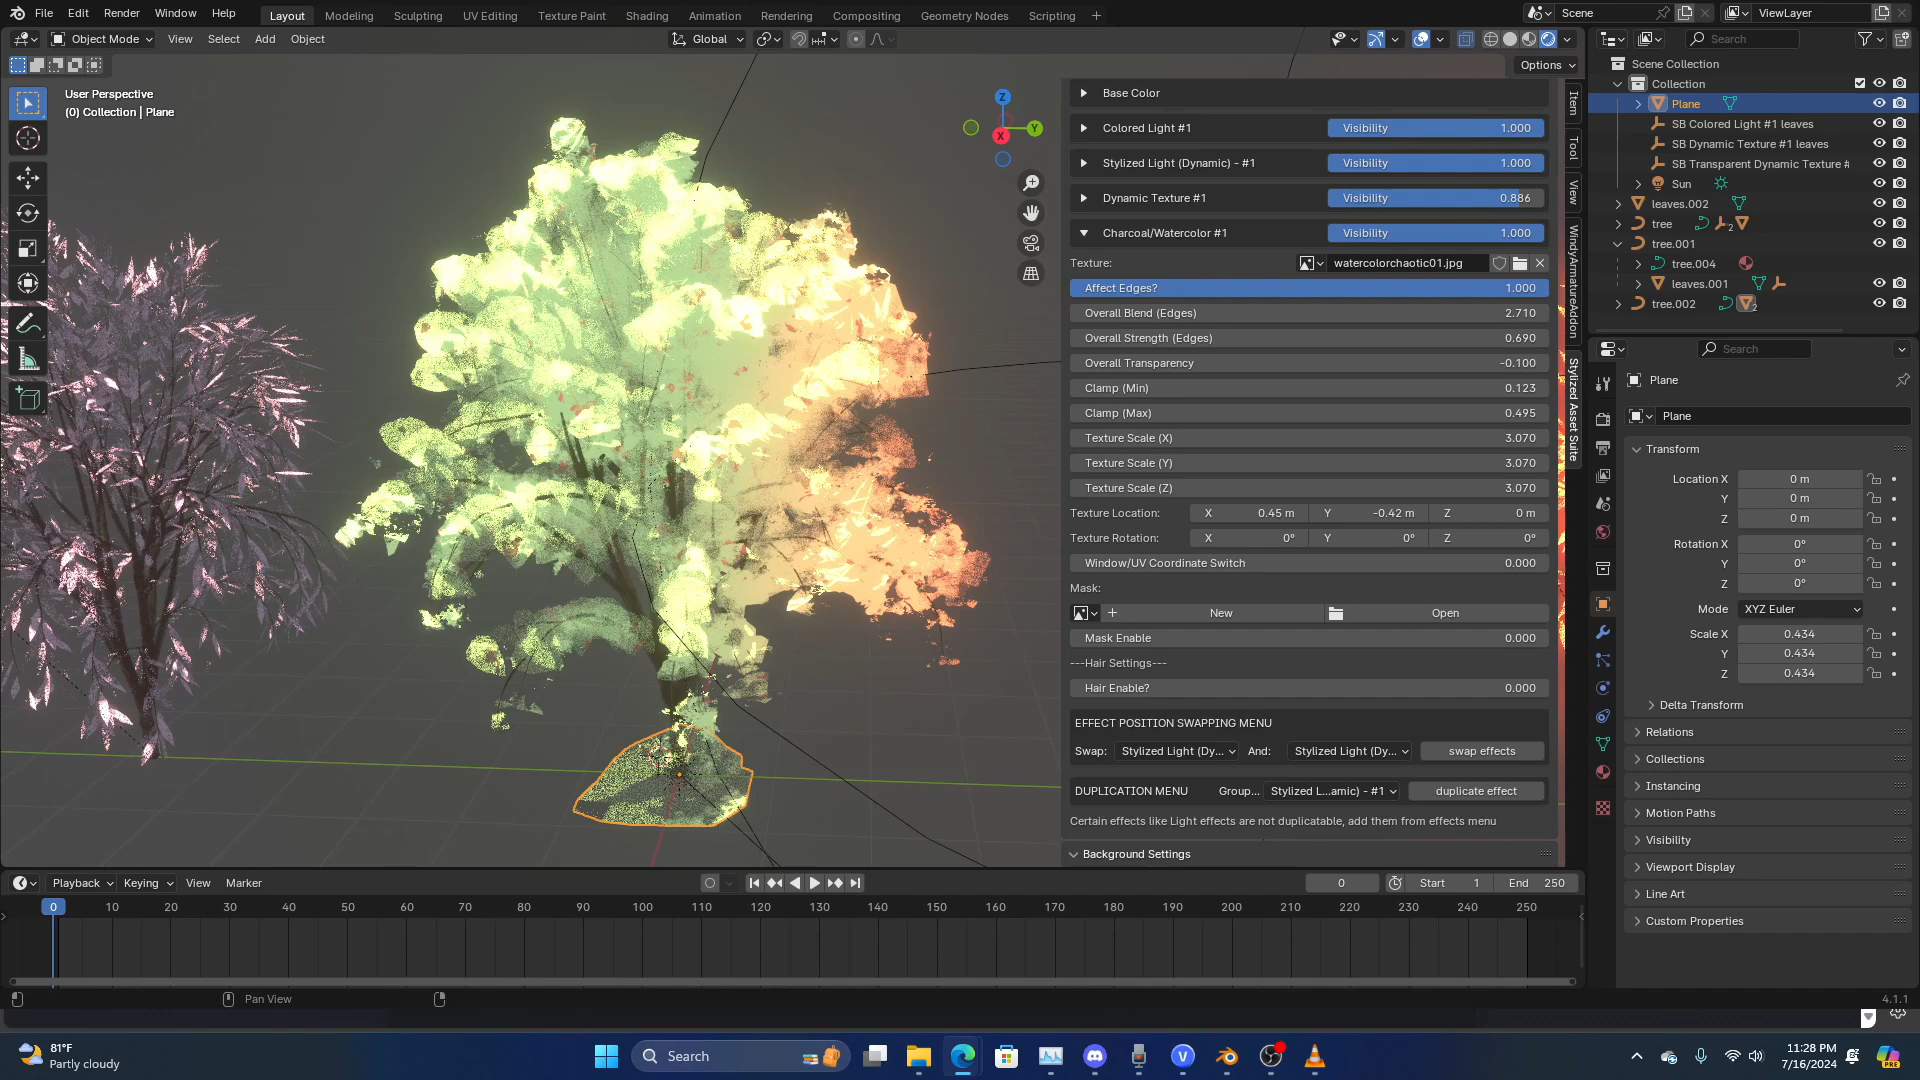 File Edit Render Window Help Layout Modeling Sculpting UV Editing Texture Paint Shading Animation Rendering Compositing Geometry Nodes Scripting + Scene ViewLayer
Object Mode View Select Add Object Global Search
Options
User Perspective
(0) Collection | Plane
Z
Y
X
Base Color
Colored Light #1 Visibility 1.000
Stylized Light (Dynamic) - #1 Visibility 1.000
Dynamic Texture #1 Visibility 0.886
Charcoal/Watercolor #1 Visibility 1.000
Texture: watercolorchaotic01.jpg
Affect Edges? 1.000
Overall Blend (Edges) 2.710
Overall Strength (Edges) 0.690
Overall Transparency -0.100
Clamp (Min) 0.123
Clamp (Max) 0.495
Texture Scale (X) 3.070
Texture Scale (Y) 3.070
Texture Scale (Z) 3.070
Texture Location: X 0.45 m Y -0.42 m Z 0 m
Texture Rotation: X 0° Y 0° Z 0°
Window/UV Coordinate Switch 0.000
Mask:
+ New Open
Mask Enable 0.000
---Hair Settings---
Hair Enable? 0.000
EFFECT POSITION SWAPPING MENU
Swap: Stylized Light (Dy... And: Stylized Light (Dy... swap effects
DUPLICATION MENU Group... Stylized L...amic) - #1 duplicate effect
Certain effects like Light effects are not duplicatable, add them from effects menu
Background Settings
Item
Tool
View
WindyArmatureAddon
Stylized Asset Suite
Scene Collection
Collection
Plane
SB Colored Light #1 leaves
SB Dynamic Texture #1 leaves
SB Transparent Dynamic Texture #
Sun
leaves.002
tree 2
tree.001
tree.004
leaves.001
tree.002 2
Search
Plane
Plane
Transform
Location X 0 m
Y 0 m
Z 0 m
Rotation X 0°
Y 0°
Z 0°
Mode XYZ Euler
Scale X 0.434
Y 0.434
Z 0.434
Delta Transform
Relations
Collections
Instancing
Motion Paths
Visibility
Viewport Display
Line Art
Custom Properties
Playback Keying View Marker 0 Start 1 End 250
0 10 20 30 40 50 60 70 80 90 100 110 120 130 140 150 160 170 180 190 200 210 220 230 240 250
Pan View 4.1.1
81°F
Partly cloudy
Search
11:28 PM
7/16/2024
PRE